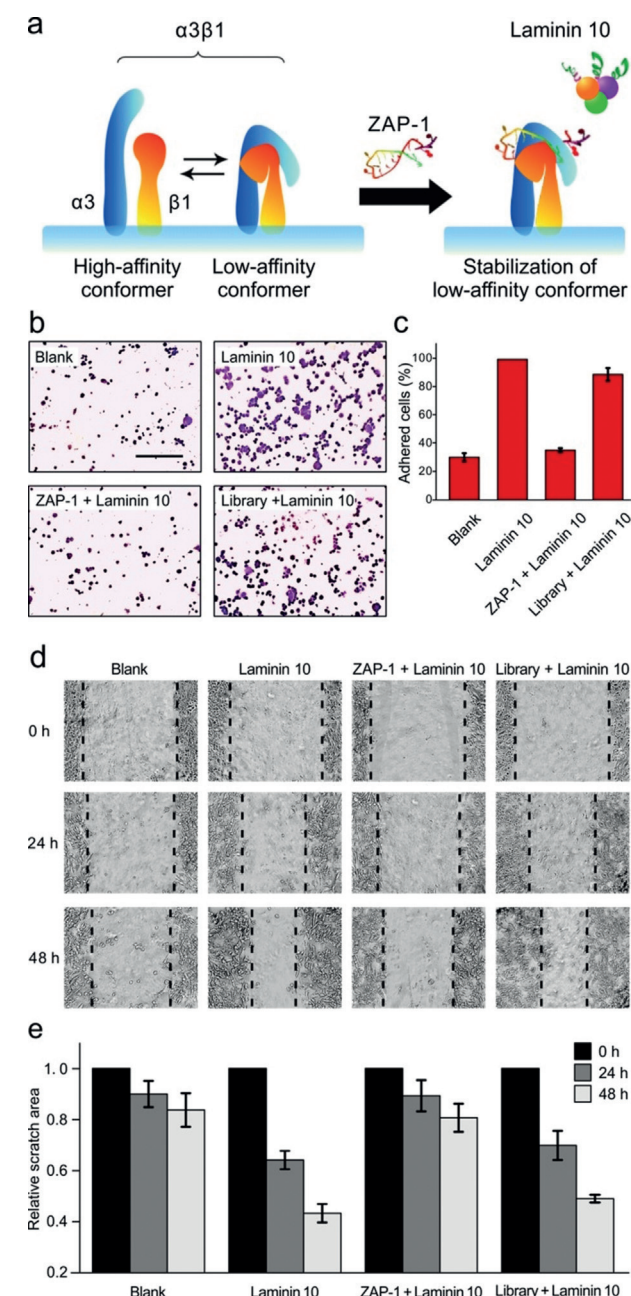 a
α3β1
Laminin 10
ZAP-1
α3
β1
High-affinity
conformer
Low-affinity
conformer
Stabilization of
low-affinity conformer
b
Blank
Laminin 10
ZAP-1 + Laminin 10
Library +Laminin 10
c
Adhered cells (%)
100
80
60
40
20
0
Blank
Laminin 10
ZAP-1 + Laminin 10
Library + Laminin 10
d
Blank
Laminin 10
ZAP-1 + Laminin 10
Library + Laminin 10
0 h
24 h
48 h
e
Relative scratch area
1.0
0.8
0.6
0.4
0.2
0 h
24 h
48 h
Blank
Laminin 10
ZAP-1 + Laminin 10
Library + Laminin 10